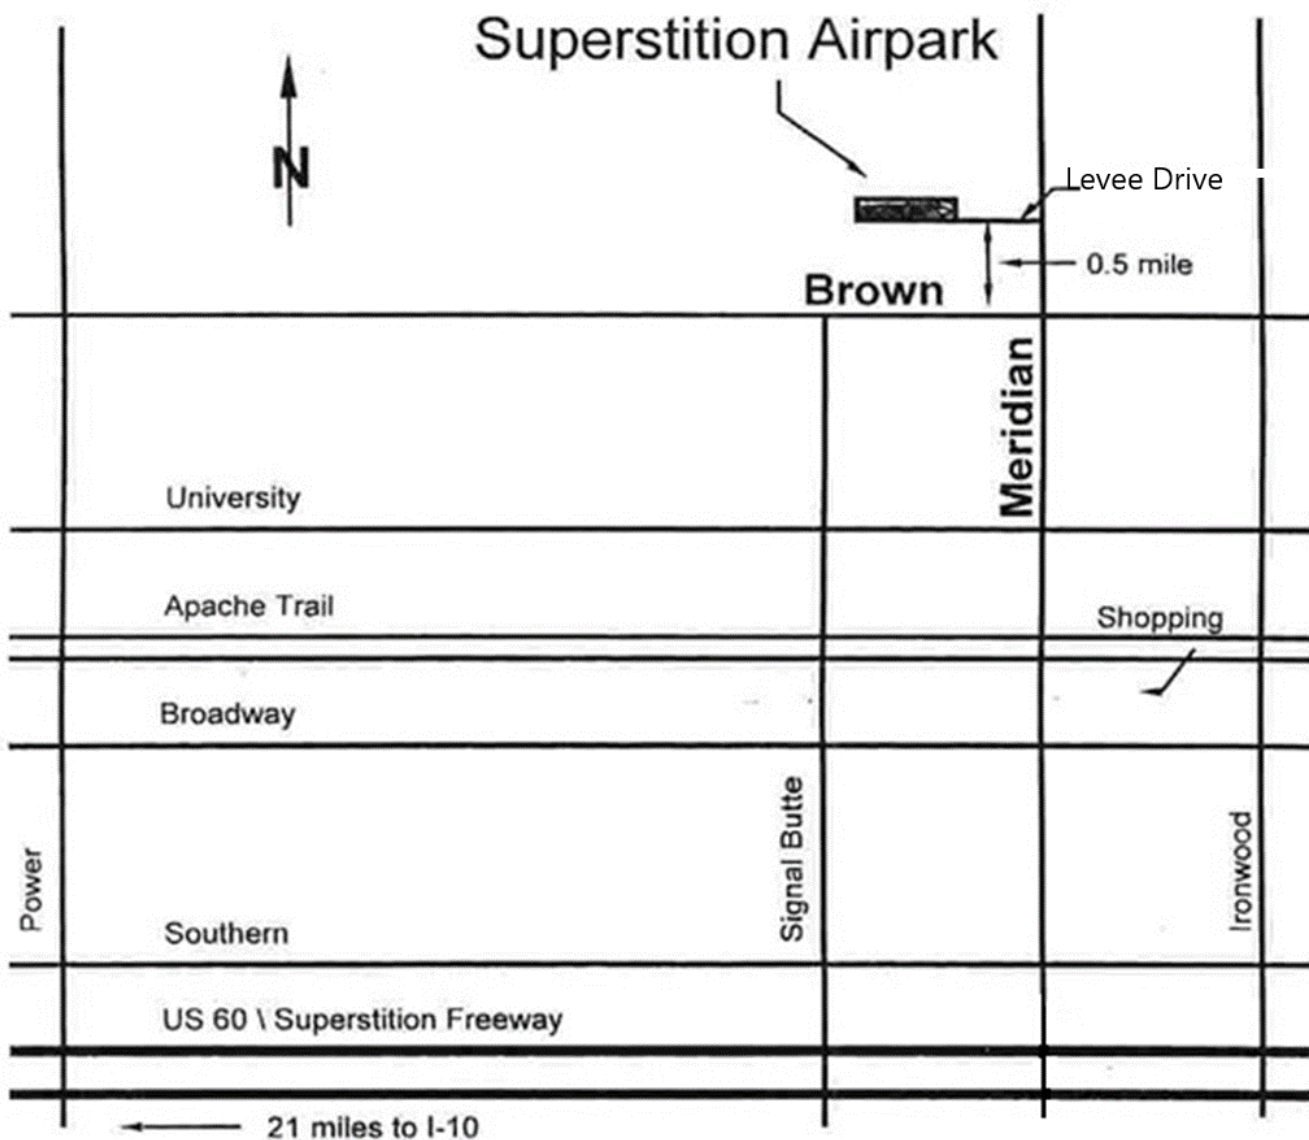 Superstition Airpark
N
Levee Drive
0.5 mile
Brown
Meridian
University
Apache Trail
Shopping
Broadway
Signal Butte
Ironwood
Power
Southern
US 60 \ Superstition Freeway
21 miles to I-10